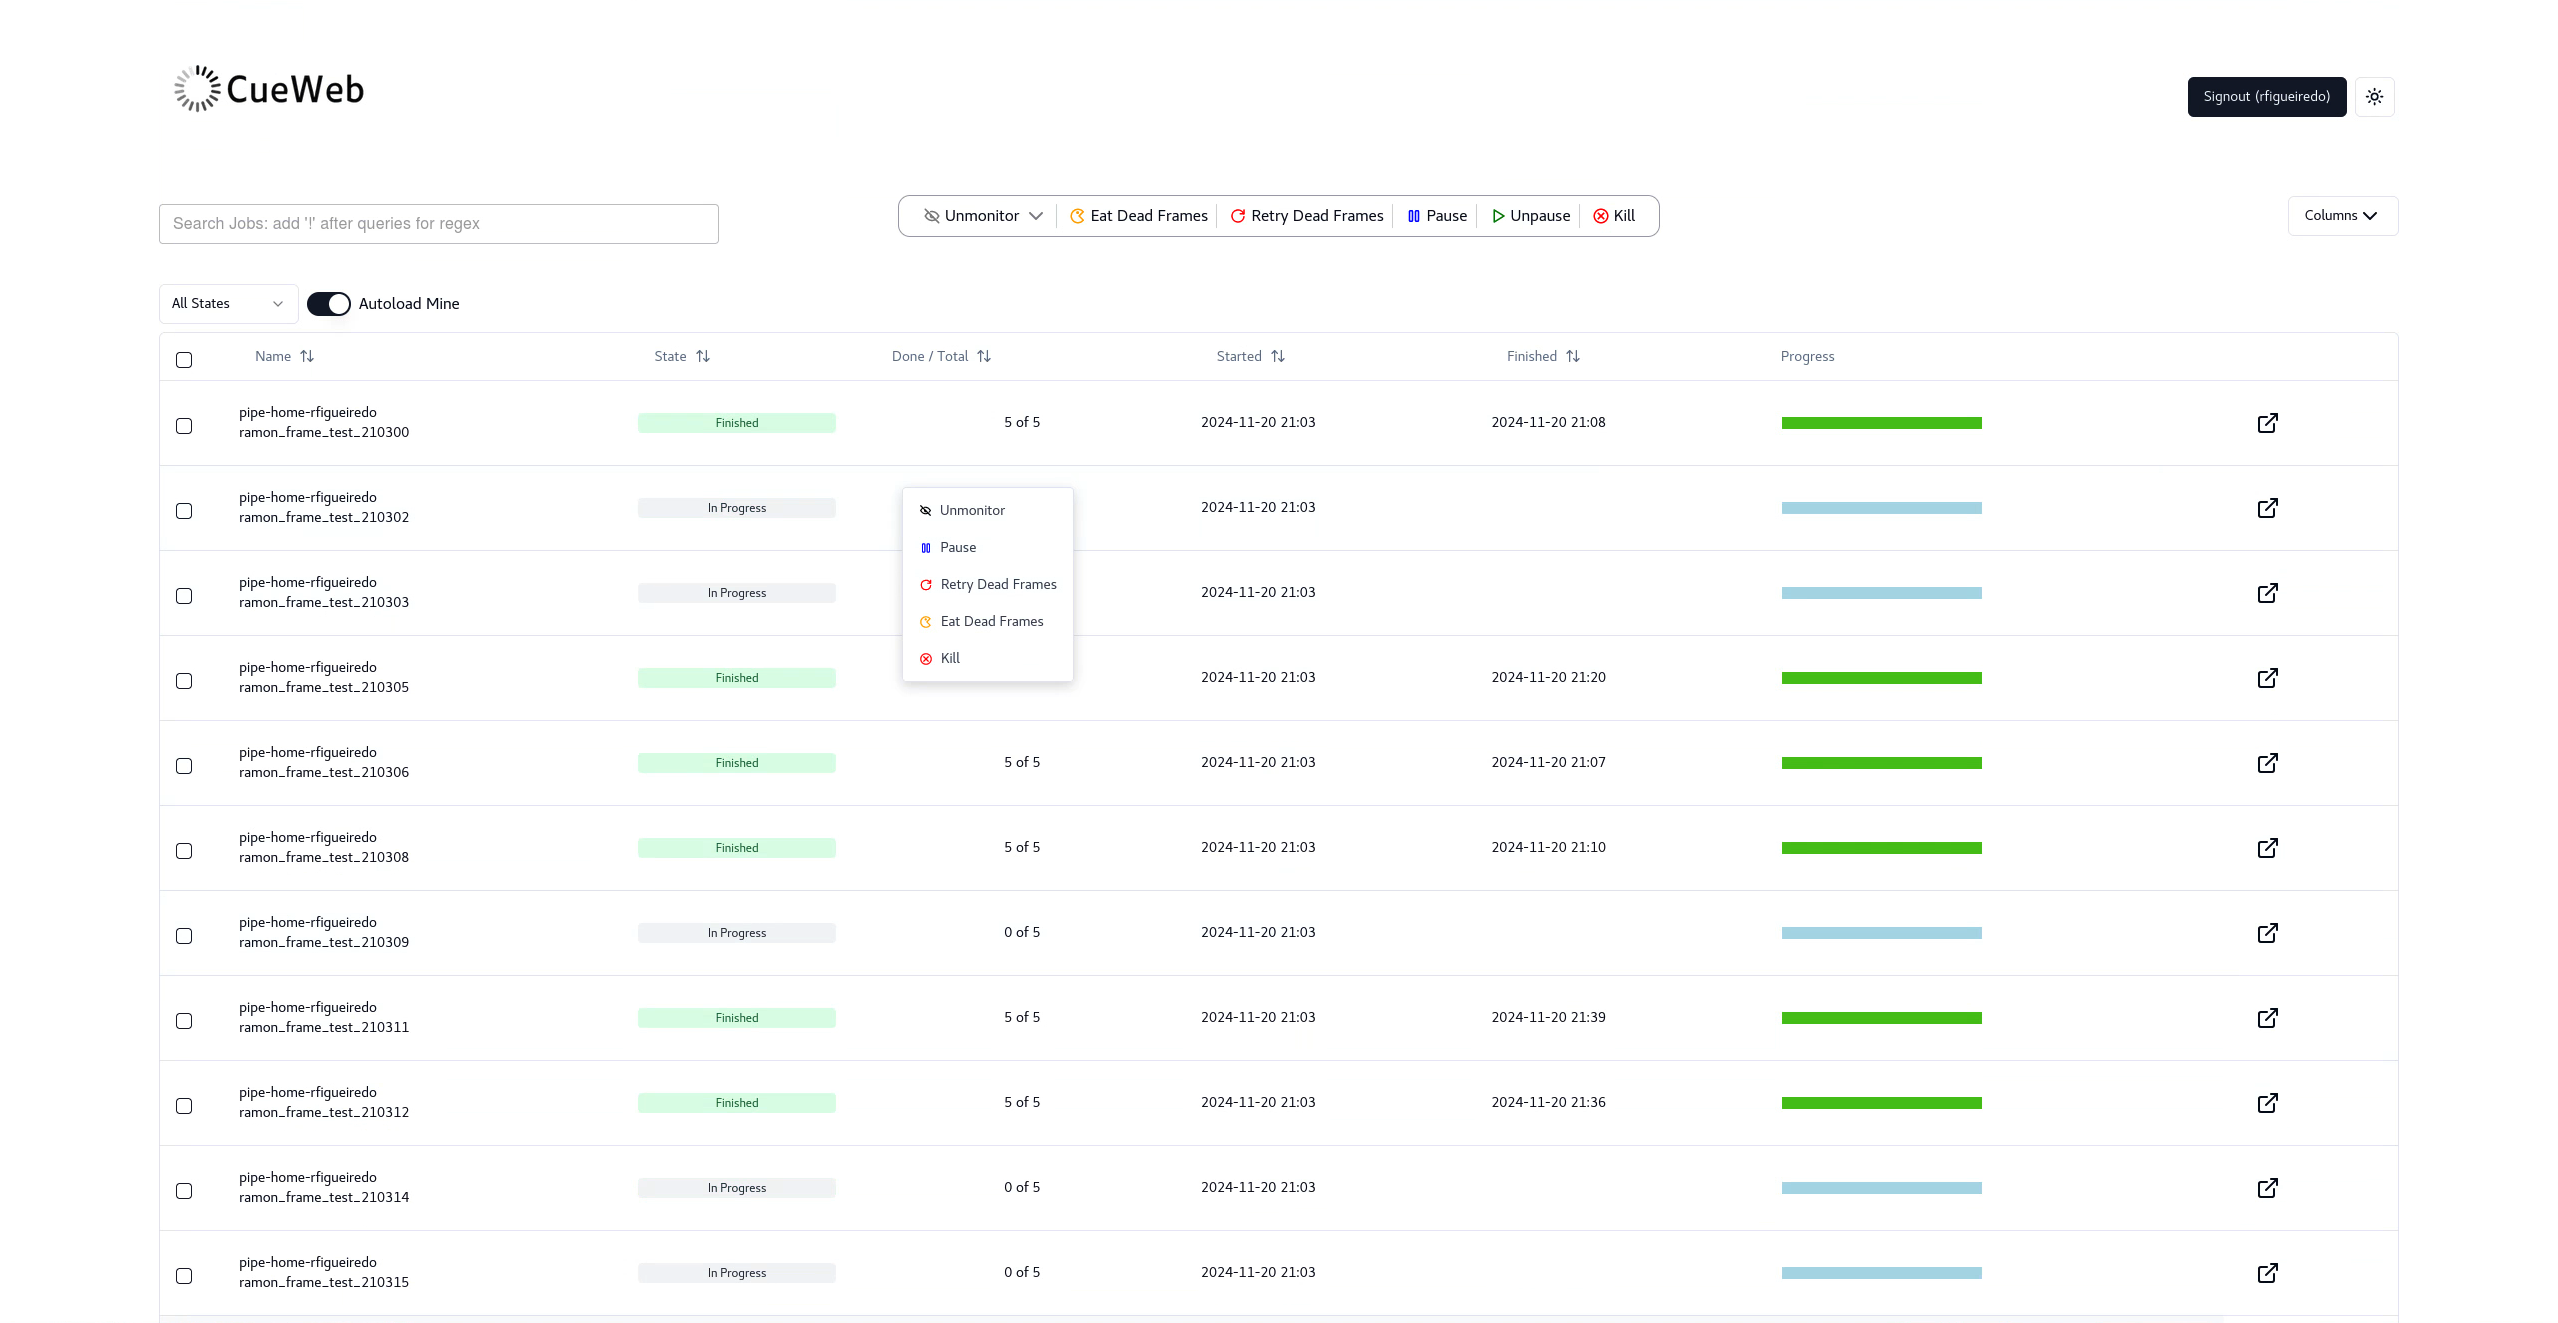 CueWeb
Signout (rfigueiredo)
Search Jobs: add '!' after queries for regex
Unmonitor Eat Dead Frames Retry Dead Frames Pause Unpause Kill
Columns
All States Autoload Mine
Name State Done / Total Started Finished Progress
pipe-home-rfigueiredo
ramon_frame_test_210300
Finished 5 of 5 2024-11-20 21:03 2024-11-20 21:08
pipe-home-rfigueiredo
ramon_frame_test_210302
In Progress 2024-11-20 21:03
pipe-home-rfigueiredo
ramon_frame_test_210303
In Progress 2024-11-20 21:03
Unmonitor
Pause
Retry Dead Frames
Eat Dead Frames
Kill
pipe-home-rfigueiredo
ramon_frame_test_210305
Finished 2024-11-20 21:03 2024-11-20 21:20
pipe-home-rfigueiredo
ramon_frame_test_210306
Finished 5 of 5 2024-11-20 21:03 2024-11-20 21:07
pipe-home-rfigueiredo
ramon_frame_test_210308
Finished 5 of 5 2024-11-20 21:03 2024-11-20 21:10
pipe-home-rfigueiredo
ramon_frame_test_210309
In Progress 0 of 5 2024-11-20 21:03
pipe-home-rfigueiredo
ramon_frame_test_210311
Finished 5 of 5 2024-11-20 21:03 2024-11-20 21:39
pipe-home-rfigueiredo
ramon_frame_test_210312
Finished 5 of 5 2024-11-20 21:03 2024-11-20 21:36
pipe-home-rfigueiredo
ramon_frame_test_210314
In Progress 0 of 5 2024-11-20 21:03
pipe-home-rfigueiredo
ramon_frame_test_210315
In Progress 0 of 5 2024-11-20 21:03